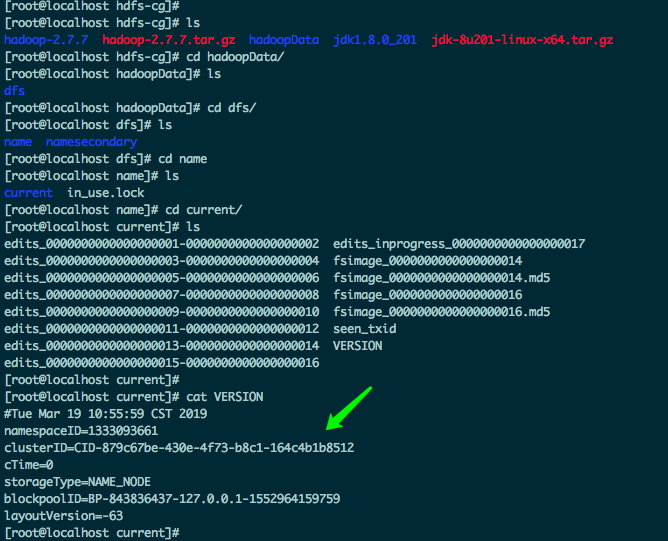 [root@localhost hdfs-cg]#
[root@localhost hdfs-cg]# ls
hadoop-2.7.7  hadoop-2.7.7.tar.gz  hadoopData  jdk1.8.0_201  jdk-8u201-linux-x64.tar.gz
[root@localhost hdfs-cg]# cd hadoopData/
[root@localhost hadoopData]# ls
dfs
[root@localhost hadoopData]# cd dfs/
[root@localhost dfs]# ls
name  namesecondary
[root@localhost dfs]# cd name
[root@localhost name]# ls
current  in_use.lock
[root@localhost name]# cd current/
[root@localhost current]# ls
edits_0000000000000000001-0000000000000000002  edits_inprogress_0000000000000000017
edits_0000000000000000003-0000000000000000004  fsimage_0000000000000000014
edits_0000000000000000005-0000000000000000006  fsimage_0000000000000000014.md5
edits_0000000000000000007-0000000000000000008  fsimage_0000000000000000016
edits_0000000000000000009-0000000000000000010  fsimage_0000000000000000016.md5
edits_0000000000000000011-0000000000000000012  seen_txid
edits_0000000000000000013-0000000000000000014  VERSION
edits_0000000000000000015-0000000000000000016
[root@localhost current]#
[root@localhost current]# cat VERSION
#Tue Mar 19 10:55:59 CST 2019
namespaceID=1333093661
clusterID=CID-879c67be-430e-4f73-b8c1-164c4b1b8512
cTime=0
storageType=NAME_NODE
blockpoolID=BP-843836437-127.0.0.1-1552964159759
layoutVersion=-63
[root@localhost current]#